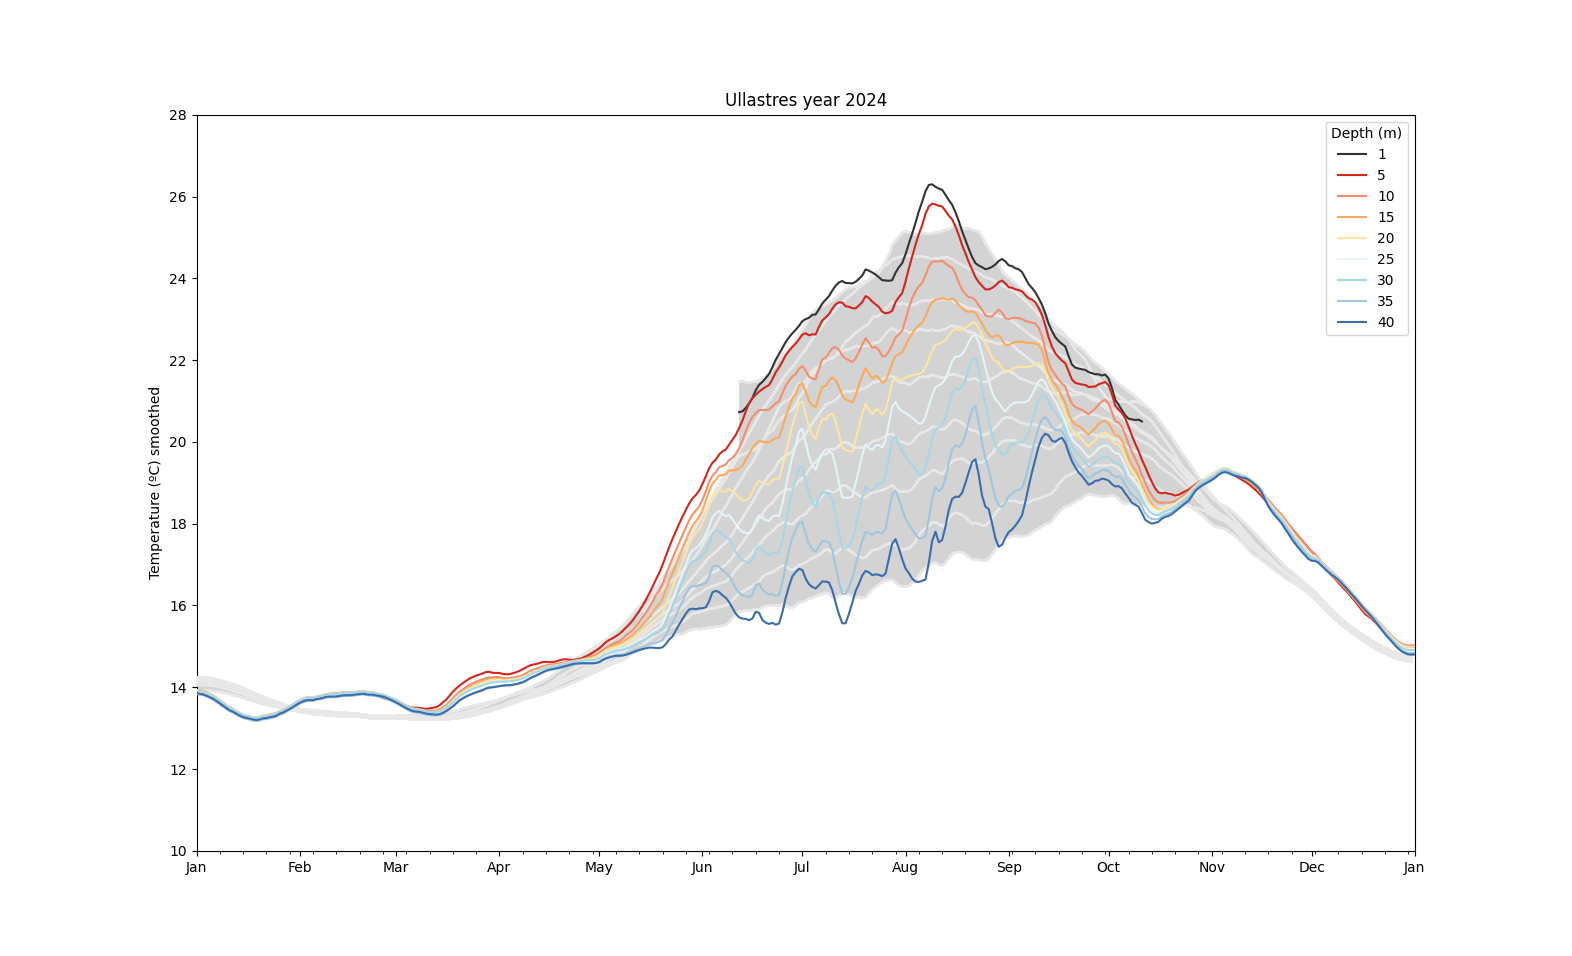 Ullastres year 2024
Temperature (ºC) smoothed
28
26
24
22
20
18
16
14
12
10
Jan
Feb
Mar
Apr
May
Jun
Jul
Aug
Sep
Oct
Nov
Dec
Jan
Depth (m)
1
5
10
15
20
25
30
35
40